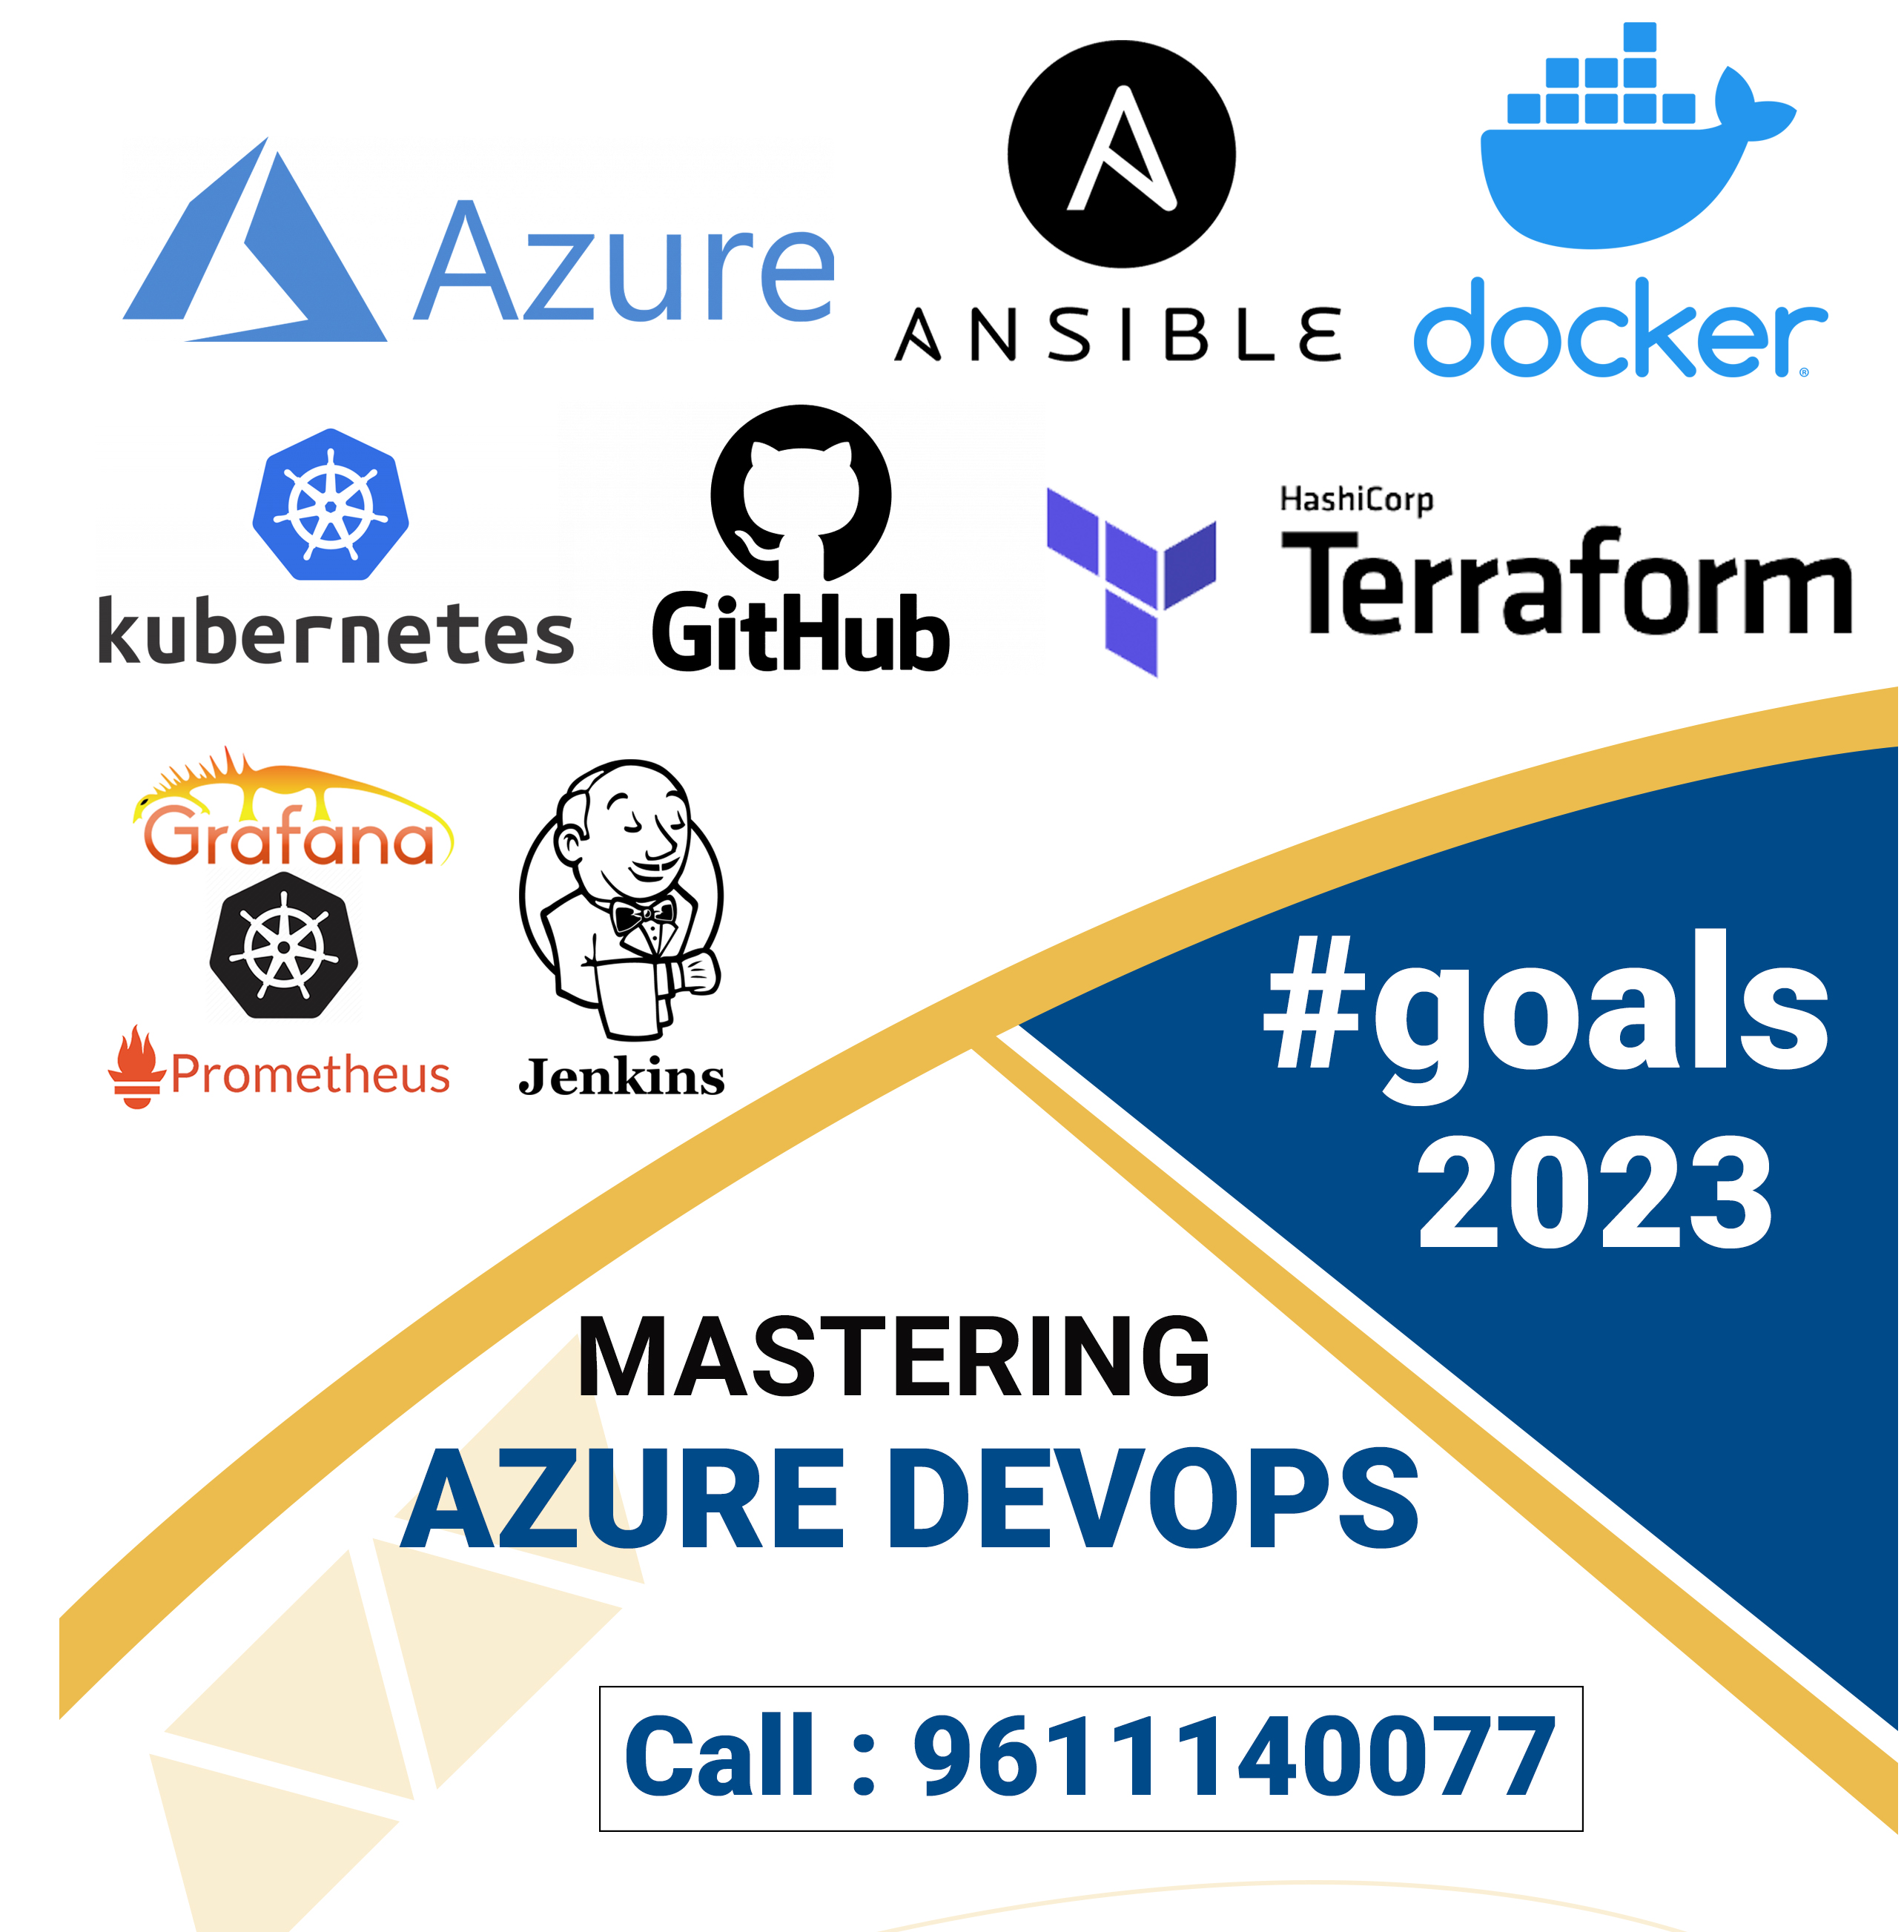 Azure
ANSIBLE
docker®
kubernetes
GitHub
HashiCorp
Terraform
Grafana
Prometheus
Jenkins
#goals
2023
MASTERING
AZURE DEVOPS
Call : 9611140077